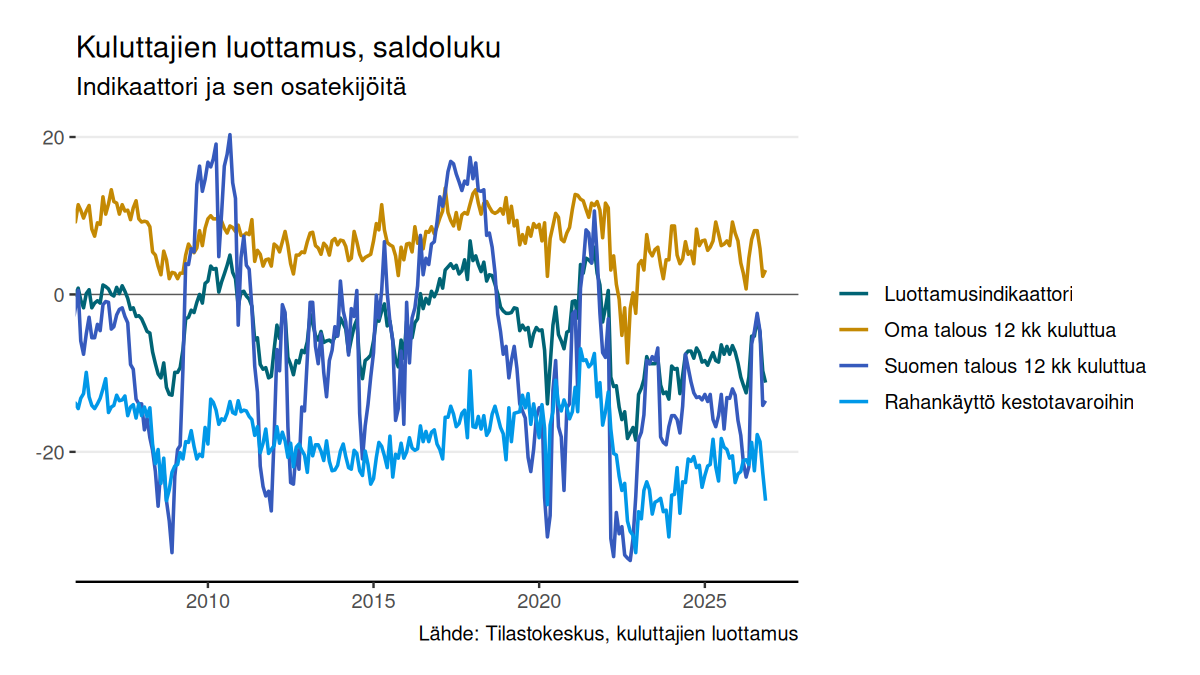 Kuluttajien luottamus, saldoluku
Indikaattori ja sen osatekijöitä
20
0
-20
2010
2015
2020
2025
Luottamusindikaattori
Oma talous 12 kk kuluttua
Suomen talous 12 kk kuluttua
Rahankäyttö kestotavaroihin
Lähde: Tilastokeskus, kuluttajien luottamus